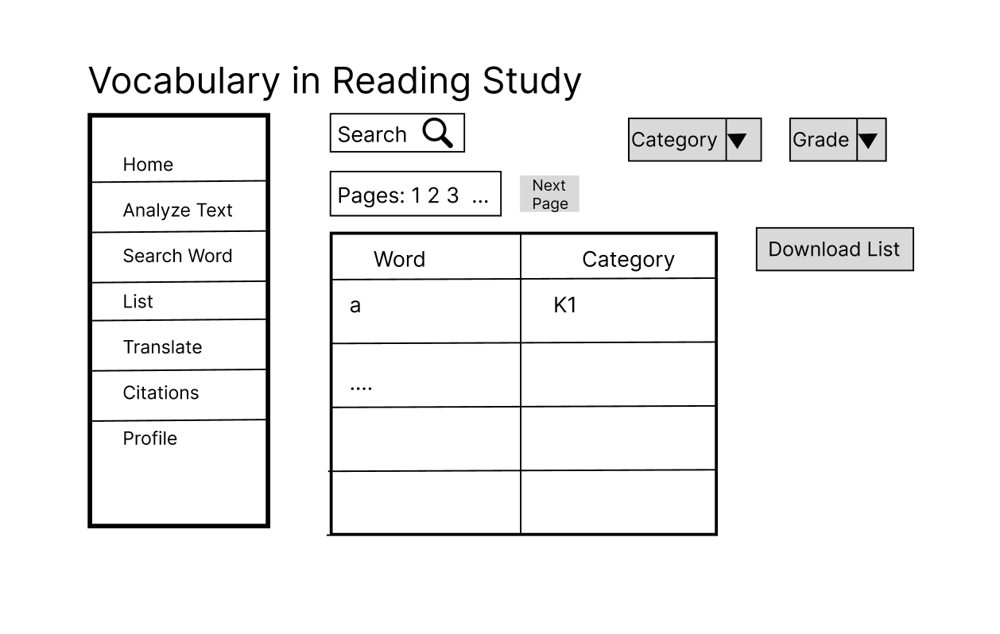 Vocabulary in Reading Study
Home
Analyze Text
Search Word
List
Translate
Citations
Profile
Search
Category
Grade
Pages: 1 2 3 ...
Next
Page
Download List
Word Category
a K1
....